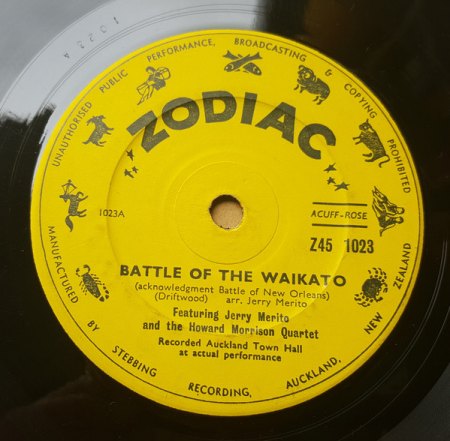 UNAUTHORISED PUBLIC PERFORMANCE, BROADCASTING & COPYING PROHIBITED
ZODIAC
1023A
ACUFF-ROSE
Z45 1023
BATTLE OF THE WAIKATO
(acknowledgment Battle of New Orleans)
(Driftwood) arr. Jerry Merito
Featuring Jerry Merito
and the Howard Morrison Quartet
Recorded Auckland Town Hall
at actual performance
MANUFACTURED BY STEBBING RECORDING, AUCKLAND, NEW ZEALAND
1023A